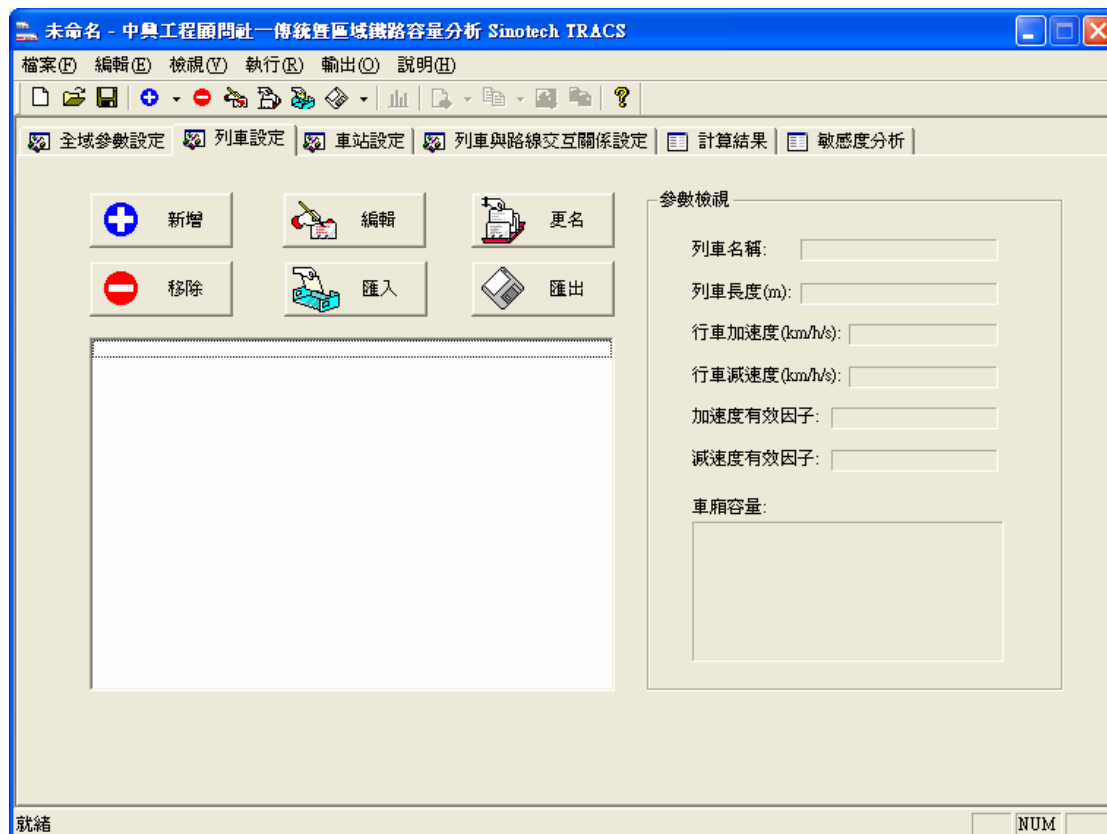 未命名 - 中興工程顧問社－傳統暨區域鐵路容量分析 Sinotech TRACS
檔案(F) 編輯(E) 檢視(V) 執行(R) 輸出(O) 說明(H)
全域參數設定 列車設定 車站設定 列車與路線交互關係設定 計算結果 敏感度分析
新增 編輯 更名
移除 匯入 匯出
參數檢視
列車名稱:
列車長度(m):
行車加速度(km/h/s):
行車減速度(km/h/s):
加速度有效因子:
減速度有效因子:
車廂容量:
就緒 NUM